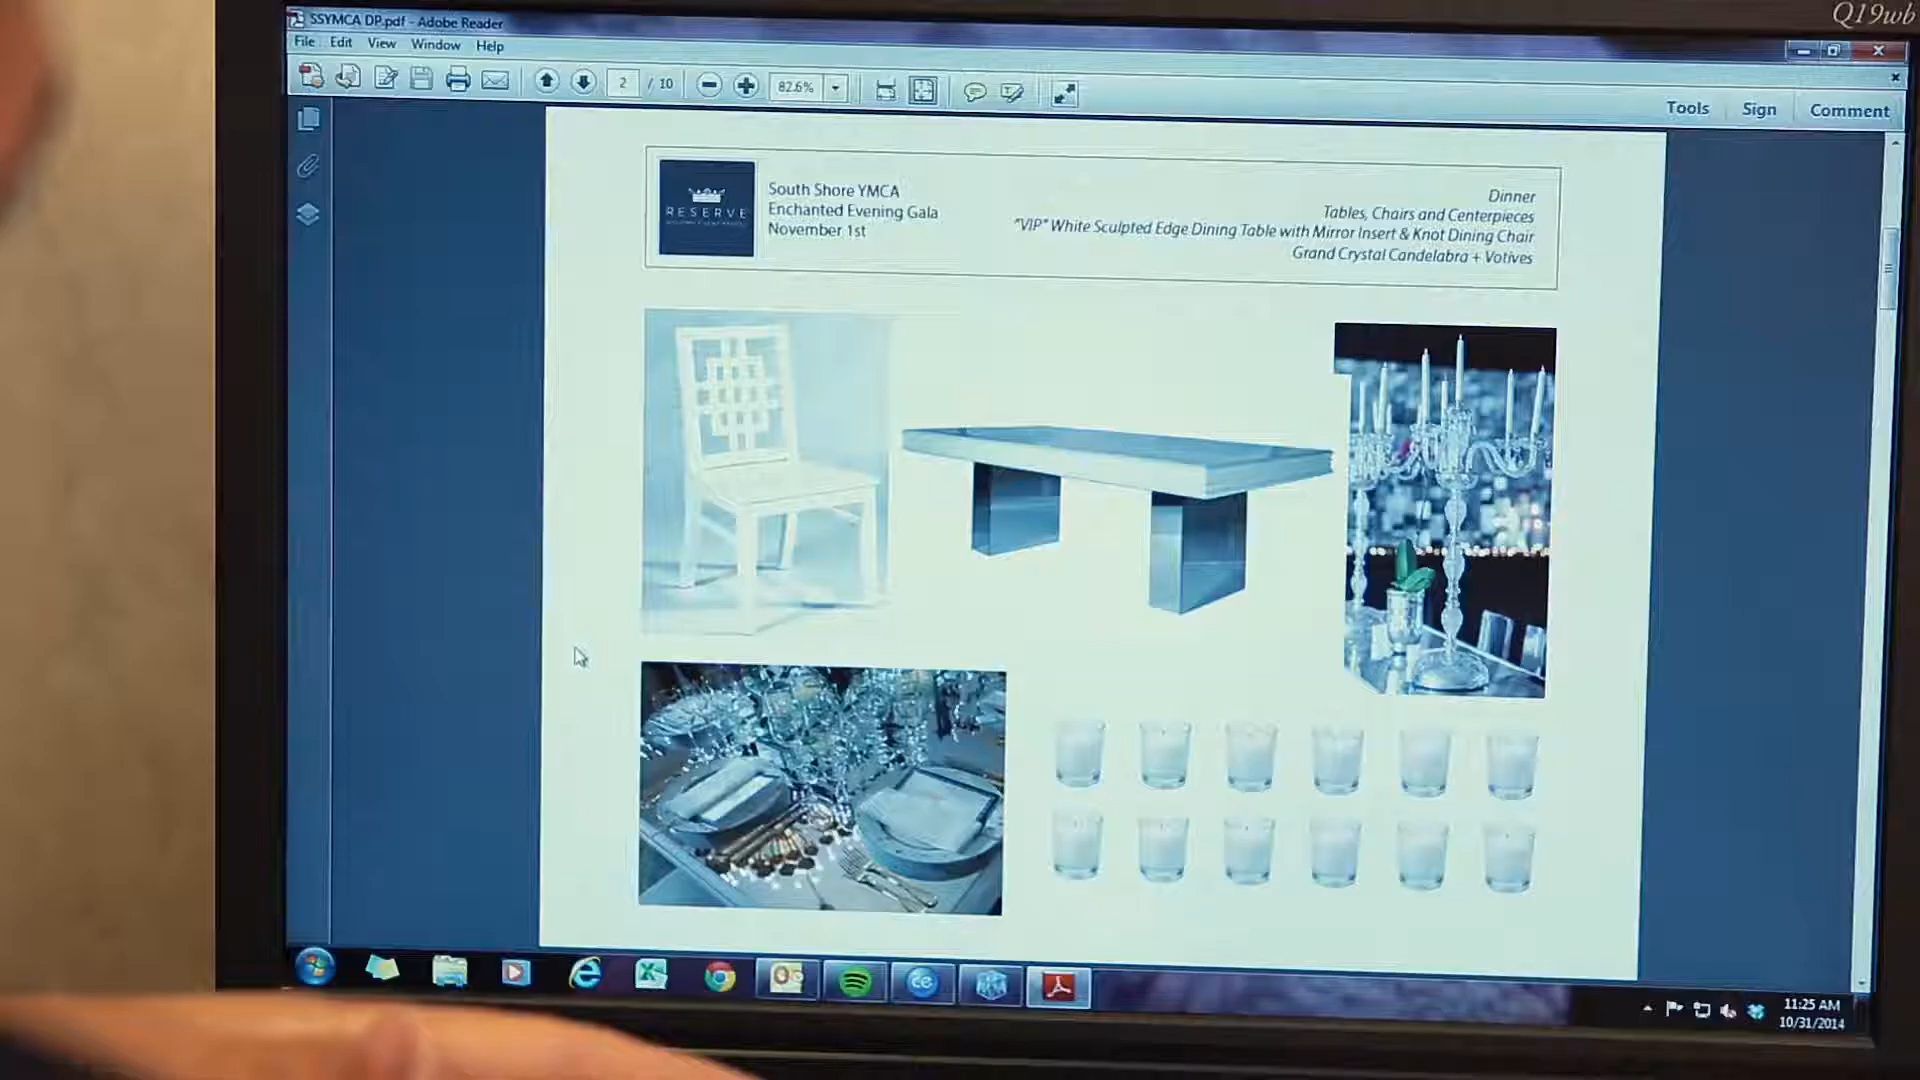 Q19wb
SSYMCA DP.pdf - Adobe Reader
File Edit View Window Help
2 / 10 82.6%
Tools Sign Comment
RESERVE
South Shore YMCA
Enchanted Evening Gala
November 1st
Dinner
Tables, Chairs and Centerpieces
"VIP" White Sculpted Edge Dining Table with Mirror Insert & Knot Dining Chair
Grand Crystal Candelabra + Votives
11:25 AM
10/31/2014